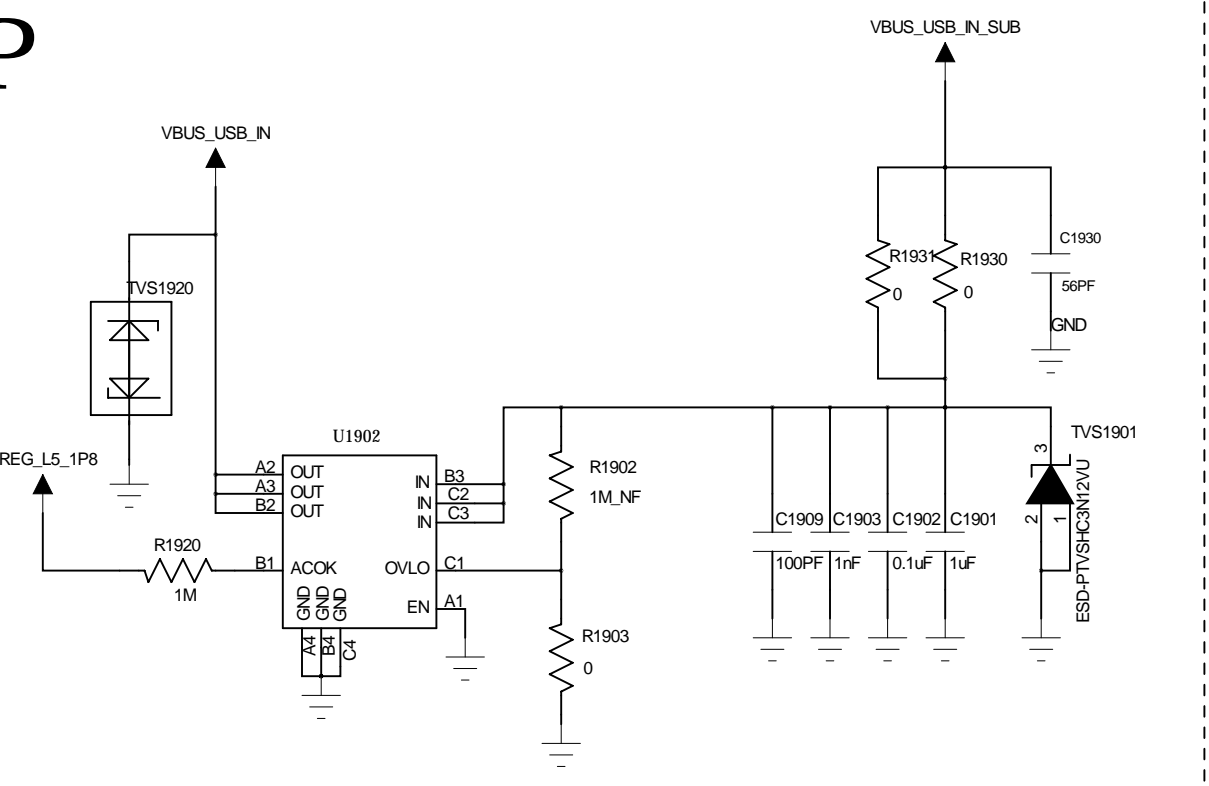 P
VBUS_USB_IN_SUB
VBUS_USB_IN
C1930
R1931
R1930
0
0
56PF
TVS1920
GND
U1902
TVS1901
3
REG_L5_1P8
A2 OUT
A3 OUT
B2 OUT
IN B3
IN C2
IN C3
R1902
1M_NF
ESD-PTVSHC3N12VU
2
1
C1909
C1903
C1902
C1901
100PF
1nF
0.1uF
1uF
R1920
1M
B1 ACOK
OVLO C1
EN A1
GND
GND
GND
A4
B4
C4
R1903
0